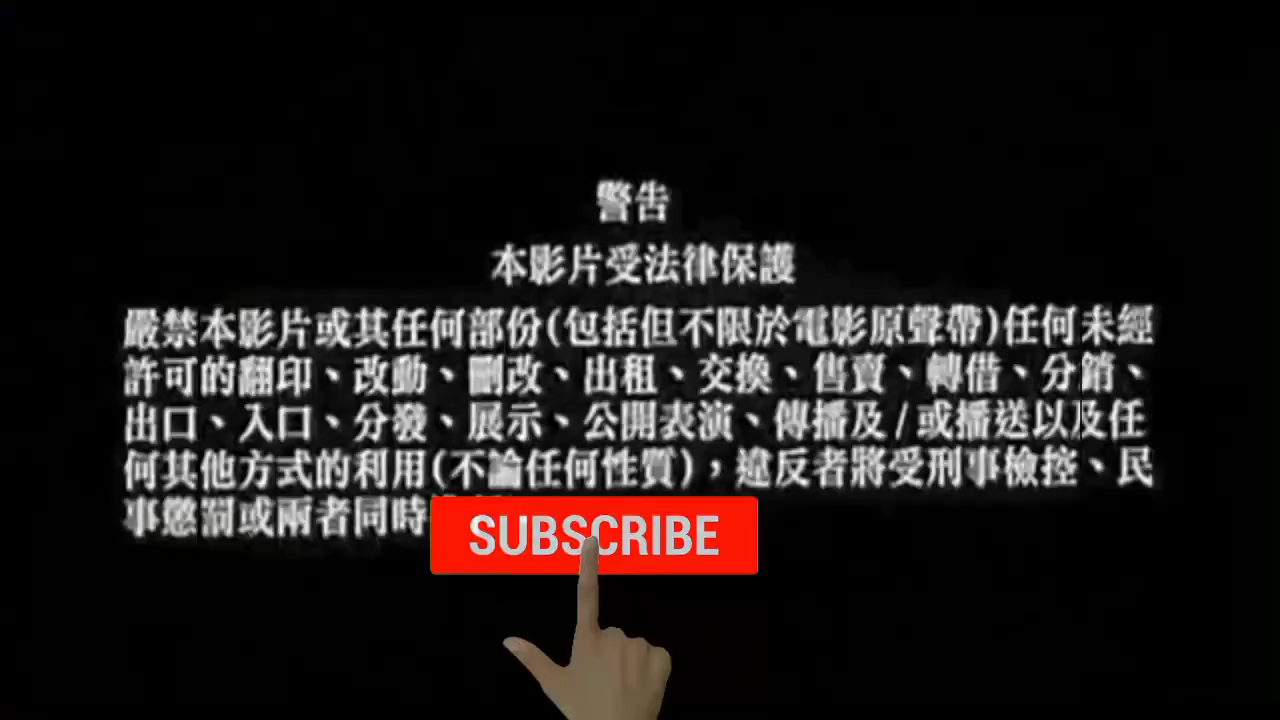 警告
本影片受法律保護
嚴禁本影片或其任何部份(包括但不限於電影原聲帶)任何未經
許可的翻印、改動、刪改、出租、交換、售賣、轉借、分銷、
出口、入口、分發、展示、公開表演、傳播及/或播送以及任
何其他方式的利用(不論任何性質)，違反者將受刑事檢控、民
事懲罰或兩者同時
SUBSCRIBE